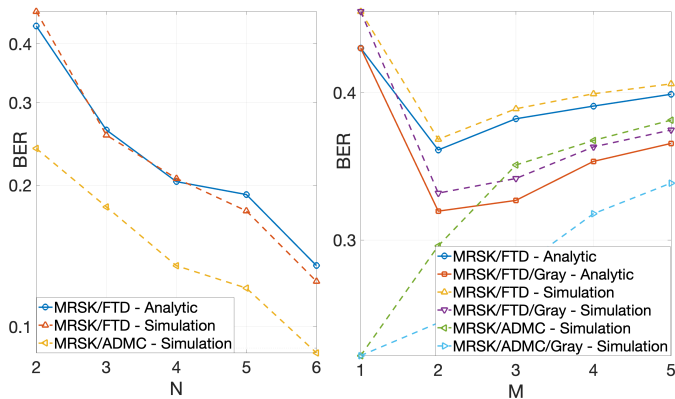 0.4
0.3
0.2
0.1
BER
2
3
4
5
6
N
MRSK/FTD - Analytic
MRSK/FTD - Simulation
MRSK/ADMC - Simulation
0.4
0.3
BER
1
2
3
4
5
M
MRSK/FTD - Analytic
MRSK/FTD/Gray - Analytic
MRSK/FTD - Simulation
MRSK/FTD/Gray - Simulation
MRSK/ADMC - Simulation
MRSK/ADMC/Gray - Simulation